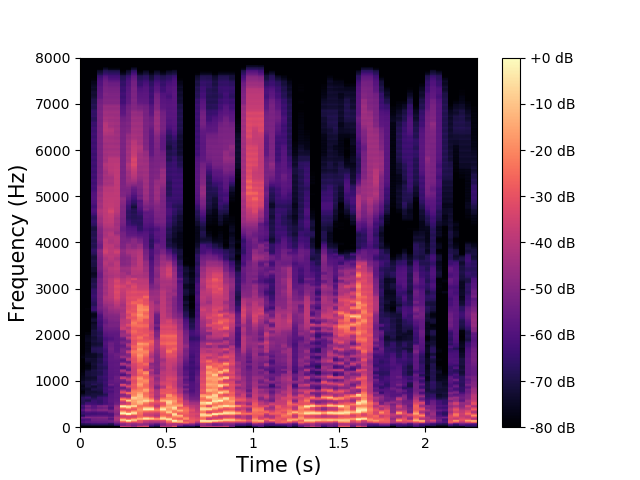 8000
7000
6000
5000
4000
3000
2000
1000
0
Frequency (Hz)
0
0.5
1
1.5
2
Time (s)
+0 dB
-10 dB
-20 dB
-30 dB
-40 dB
-50 dB
-60 dB
-70 dB
-80 dB